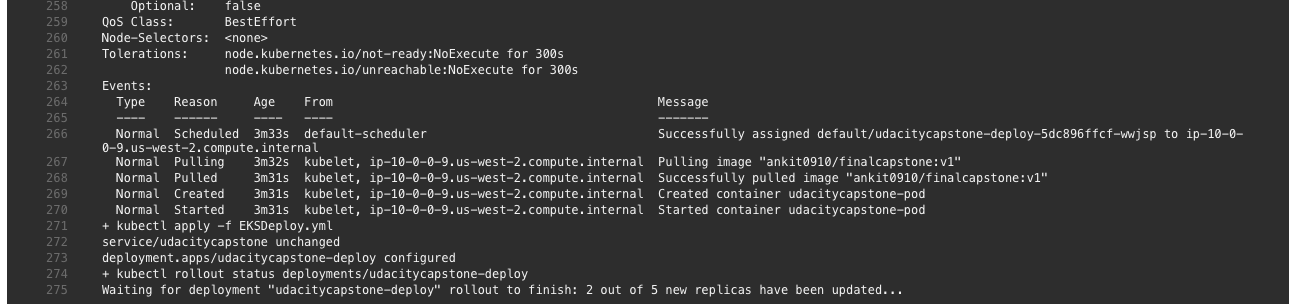 258 Optional: false
259 QoS Class: BestEffort
260 Node-Selectors: <none>
261 Tolerations: node.kubernetes.io/not-ready:NoExecute for 300s
262 node.kubernetes.io/unreachable:NoExecute for 300s
263 Events:
264 Type Reason Age From Message
265 ---- ------ ---- ---- -------
266 Normal Scheduled 3m33s default-scheduler Successfully assigned default/udacitycapstone-deploy-5dc896ffcf-wwjsp to ip-10-0-
0-9.us-west-2.compute.internal
267 Normal Pulling 3m32s kubelet, ip-10-0-0-9.us-west-2.compute.internal Pulling image "ankit0910/finalcapstone:v1"
268 Normal Pulled 3m31s kubelet, ip-10-0-0-9.us-west-2.compute.internal Successfully pulled image "ankit0910/finalcapstone:v1"
269 Normal Created 3m31s kubelet, ip-10-0-0-9.us-west-2.compute.internal Created container udacitycapstone-pod
270 Normal Started 3m31s kubelet, ip-10-0-0-9.us-west-2.compute.internal Started container udacitycapstone-pod
271 + kubectl apply -f EKSDeploy.yml
272 service/udacitycapstone unchanged
273 deployment.apps/udacitycapstone-deploy configured
274 + kubectl rollout status deployments/udacitycapstone-deploy
275 Waiting for deployment "udacitycapstone-deploy" rollout to finish: 2 out of 5 new replicas have been updated...